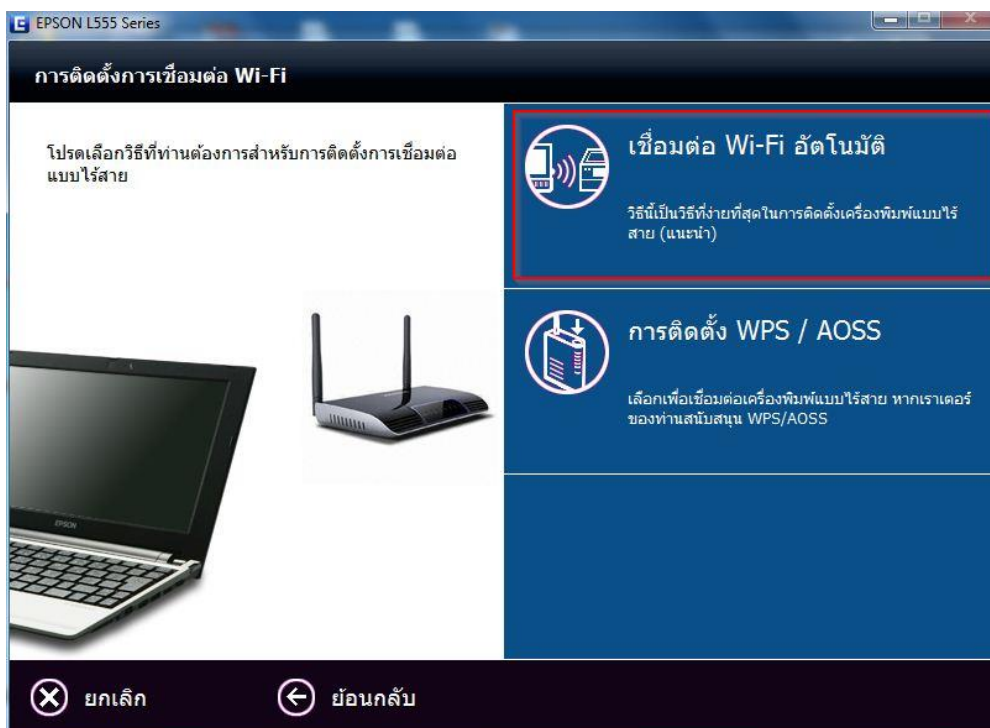 EPSON L555 Series
การติดตั้งการเชื่อมต่อ Wi-Fi
โปรดเลือกวิธีที่ท่านต้องการสำหรับการติดตั้งการเชื่อมต่อ
แบบไร้สาย
เชื่อมต่อ Wi-Fi อัตโนมัติ
วิธีนี้เป็นวิธีที่ง่ายที่สุดในการติดตั้งเครื่องพิมพ์แบบไร้
สาย (แนะนำ)
การติดตั้ง WPS / AOSS
เลือกเพื่อเชื่อมต่อเครื่องพิมพ์แบบไร้สาย หากเราเตอร์
ของท่านสนับสนุน WPS/AOSS
EPSON
ยกเลิก
ย้อนกลับ